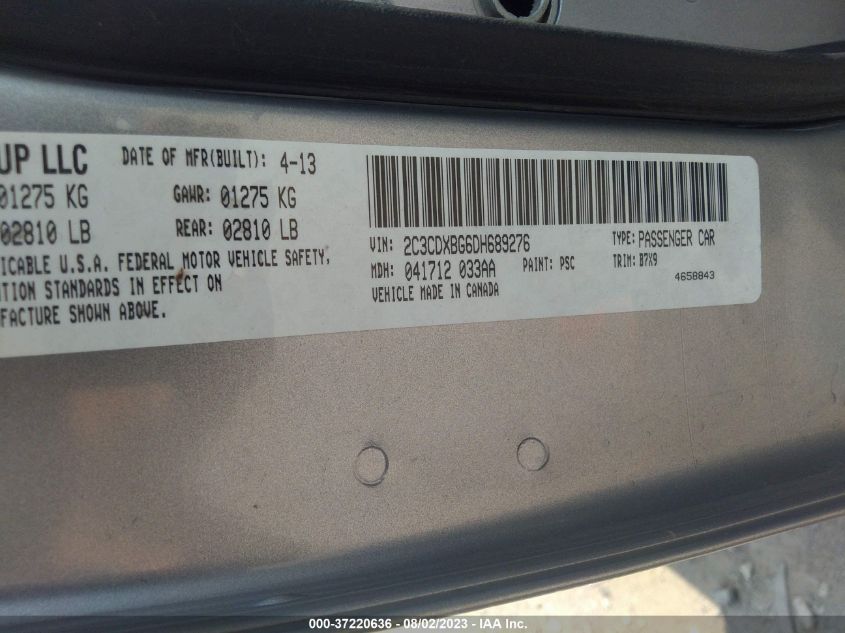 UP LLC DATE OF MFR(BUILT): 4-13
01275 KG GAWR: 01275 KG
02810 LB REAR: 02810 LB
ICABLE U.S.A. FEDERAL MOTOR VEHICLE SAFETY,
TION STANDARDS IN EFFECT ON
FACTURE SHOWN ABOVE.
VIN: 2C3CDXBG6DH689276 TYPE: PASSENGER CAR
MDH: 041712 033AA PAINT: PSC TRIM: B7X9
VEHICLE MADE IN CANADA 4658843
000-37220636 - 08/02/2023 - IAA Inc.